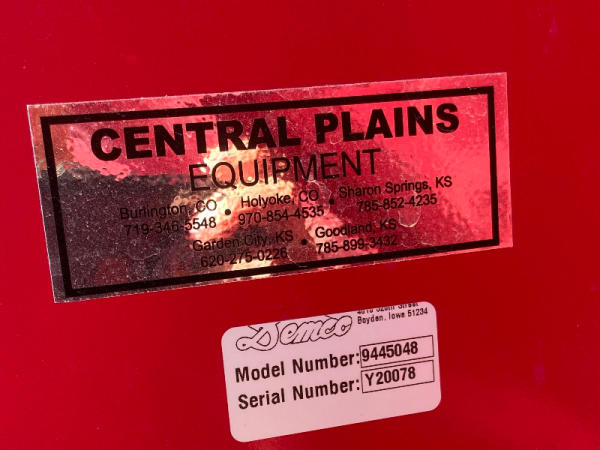 CENTRAL PLAINS
EQUIPMENT
Burlington, CO • Holyoke, CO • Sharon Springs, KS
719-346-5548 970-854-4535 785-852-4235
Garden City, KS • Goodland, KS
620-275-0226 785-899-3432
Demco
Street
Boyden, Iowa 51234
Model Number: 9445048
Serial Number: Y20078